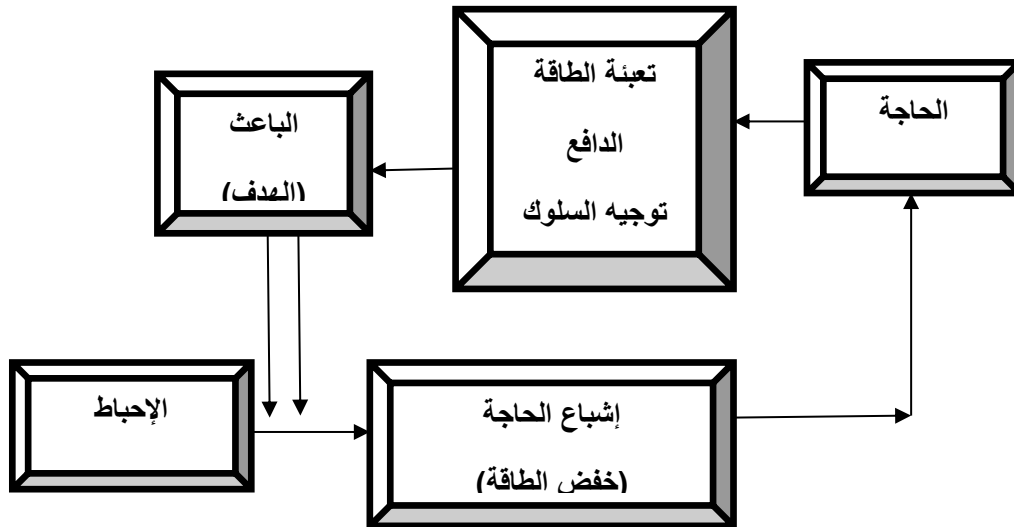 الحاجة
تعبئة الطاقة
الدافع
توجيه السلوك
الباعث
(الهدف)
الإحباط
إشباع الحاجة
(خفض الطاقة)